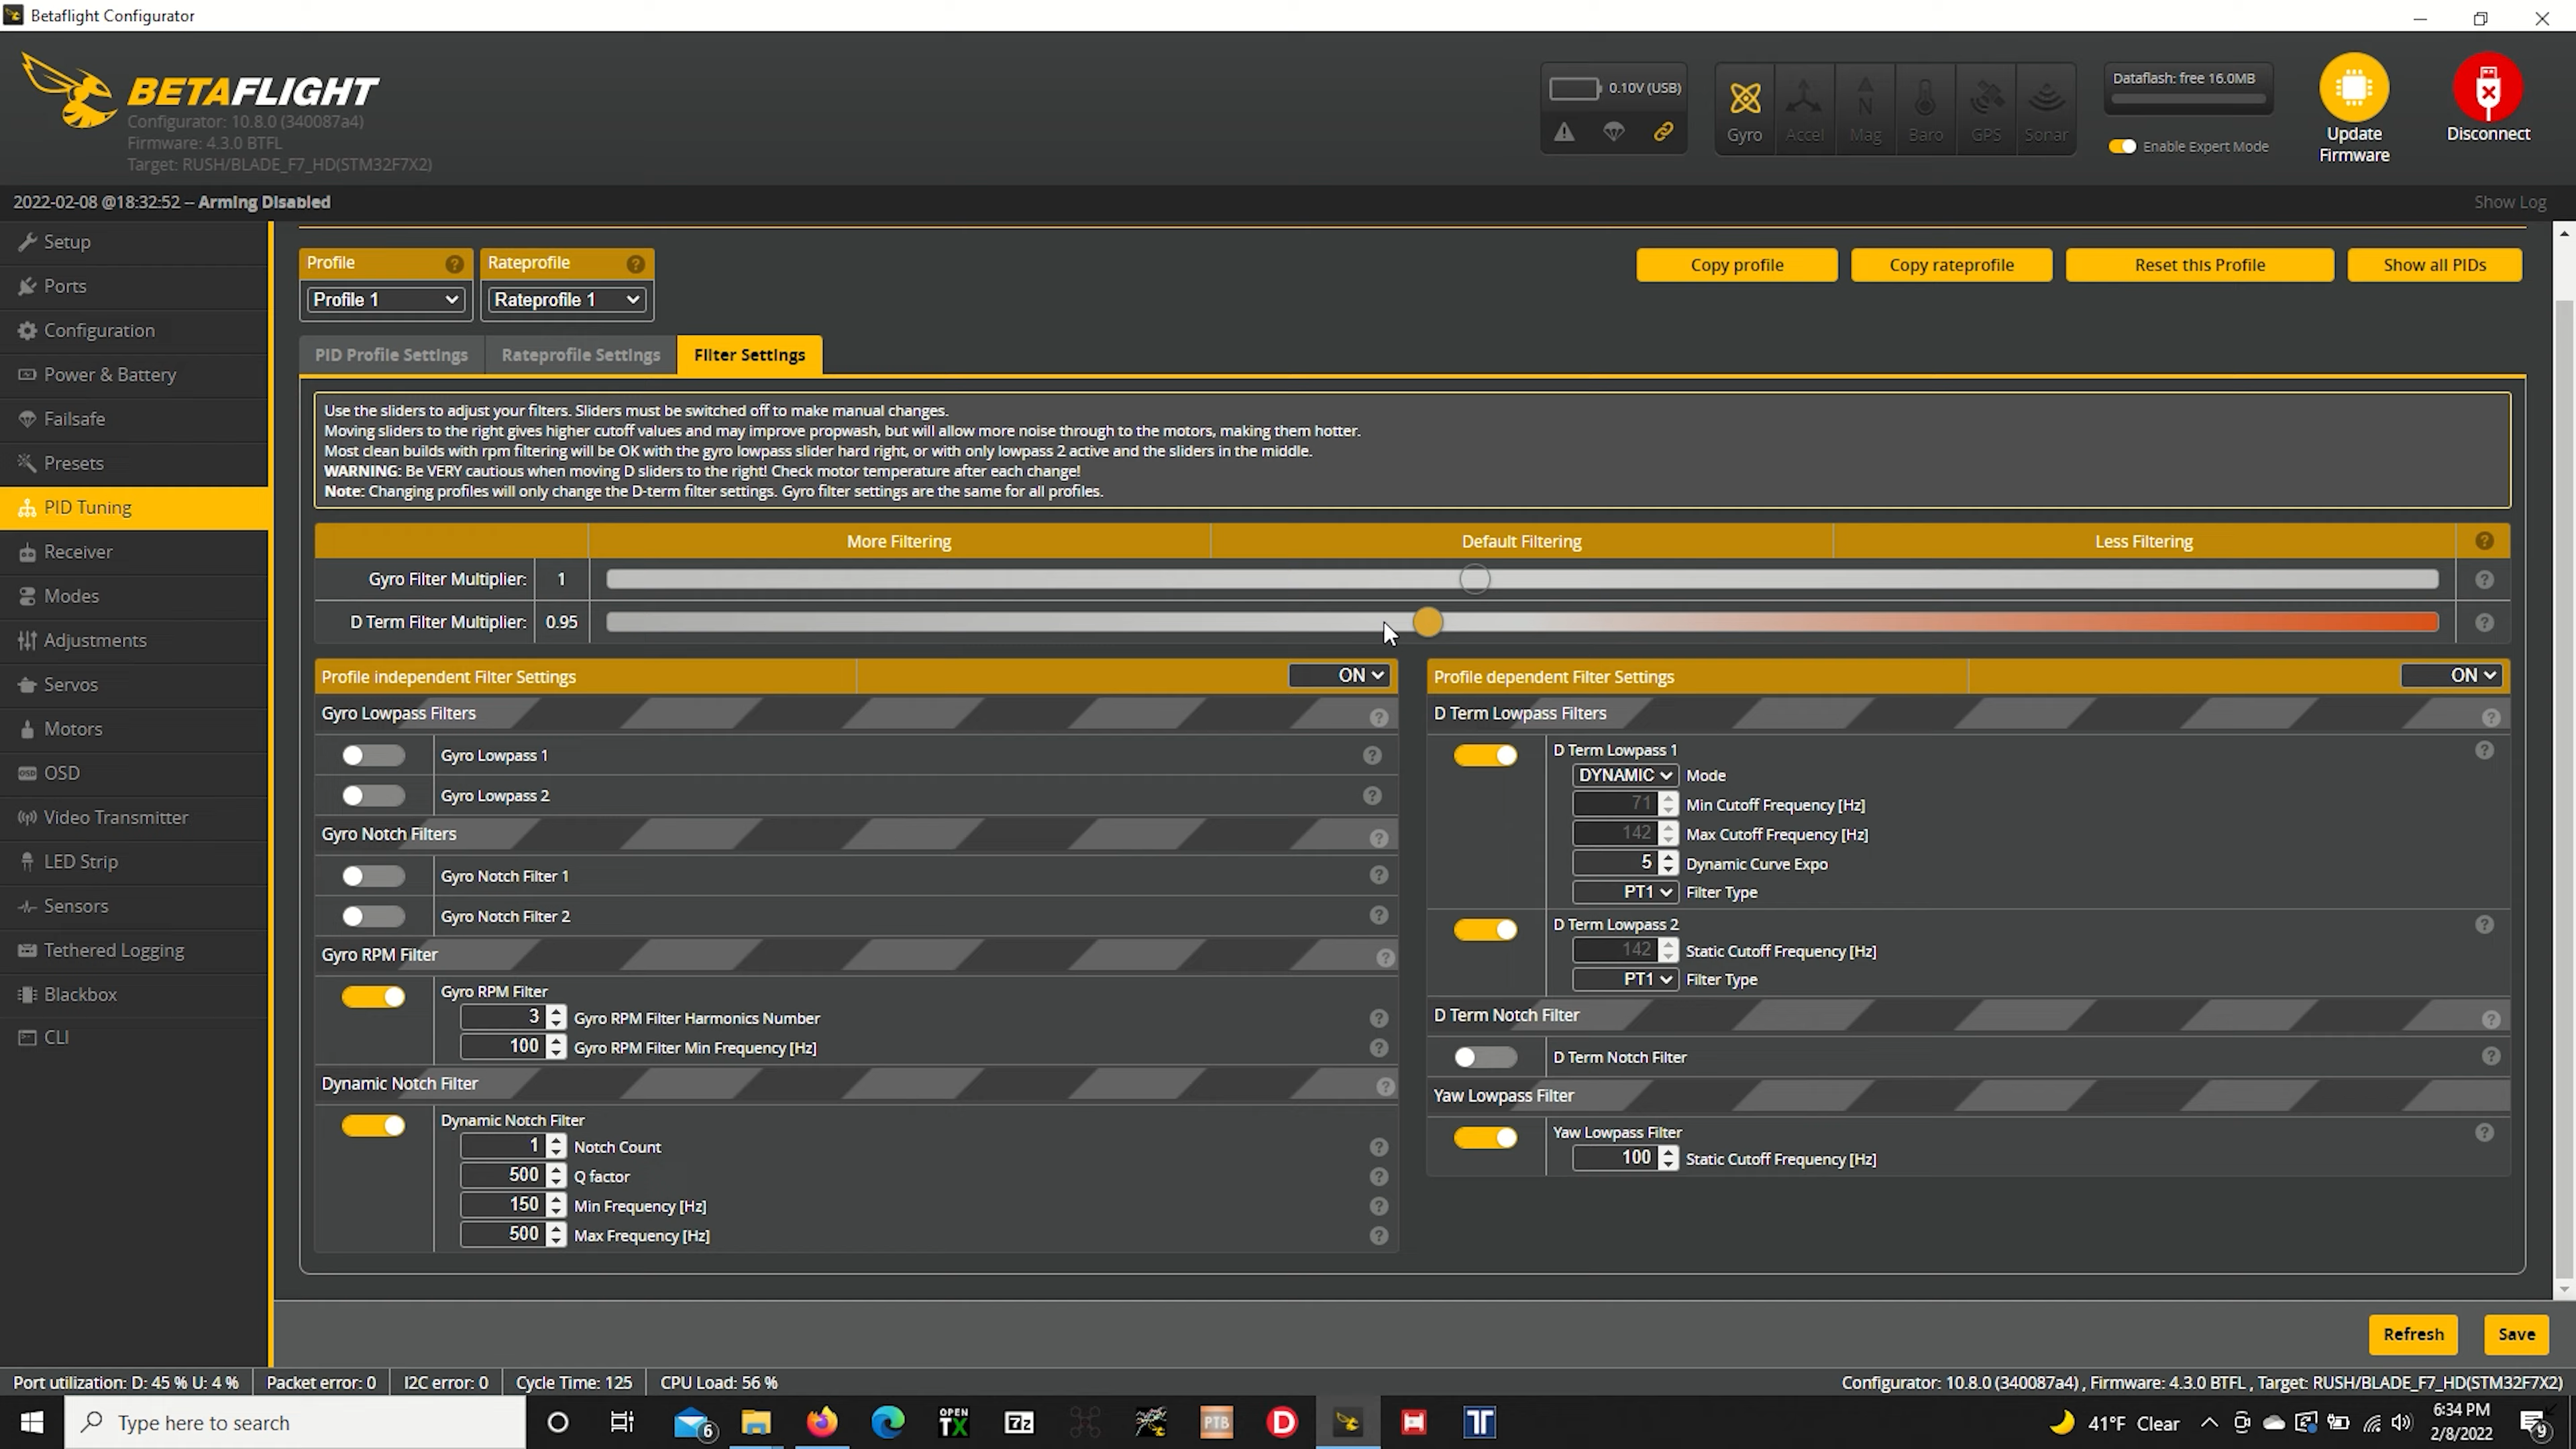 Betaflight Configurator
BETAFLIGHT
Configurator: 10.8.0 (340087a4)
Firmware: 4.3.0 BTFL
Target: RUSH/BLADE_F7_HD(STM32F7X2)
0.10V (USB)
Gyro
Accel
Mag
Baro
GPS
Sonar
Dataflash: free 16.0MB
Enable Expert Mode
Update Firmware
Disconnect
2022-02-08 @18:32:52 -- Arming Disabled
Show Log
Setup
Ports
Configuration
Power & Battery
Failsafe
Presets
PID Tuning
Receiver
Modes
Adjustments
Servos
Motors
OSD
Video Transmitter
LED Strip
Sensors
Tethered Logging
Blackbox
CLI
Profile
Rateprofile
Profile 1
Rateprofile 1
Copy profile
Copy rateprofile
Reset this Profile
Show all PIDs
PID Profile Settings
Rateprofile Settings
Filter Settings
Use the sliders to adjust your filters. Sliders must be switched off to make manual changes.
Moving sliders to the right gives higher cutoff values and may improve propwash, but will allow more noise through to the motors, making them hotter.
Most clean builds with rpm filtering will be OK with the gyro lowpass slider hard right, or with only lowpass 2 active and the sliders in the middle.
WARNING: Be VERY cautious when moving D sliders to the right! Check motor temperature after each change!
Note: Changing profiles will only change the D-term filter settings. Gyro filter settings are the same for all profiles.
More Filtering
Default Filtering
Less Filtering
Gyro Filter Multiplier: 1
D Term Filter Multiplier: 0.95
Profile independent Filter Settings ON
Gyro Lowpass Filters
Gyro Lowpass 1
Gyro Lowpass 2
Gyro Notch Filters
Gyro Notch Filter 1
Gyro Notch Filter 2
Gyro RPM Filter
Gyro RPM Filter
3 Gyro RPM Filter Harmonics Number
100 Gyro RPM Filter Min Frequency [Hz]
Dynamic Notch Filter
Dynamic Notch Filter
1 Notch Count
500 Q factor
150 Min Frequency [Hz]
500 Max Frequency [Hz]
Profile dependent Filter Settings ON
D Term Lowpass Filters
D Term Lowpass 1
DYNAMIC Mode
71 Min Cutoff Frequency [Hz]
142 Max Cutoff Frequency [Hz]
5 Dynamic Curve Expo
PT1 Filter Type
D Term Lowpass 2
142 Static Cutoff Frequency [Hz]
PT1 Filter Type
D Term Notch Filter
D Term Notch Filter
Yaw Lowpass Filter
Yaw Lowpass Filter
100 Static Cutoff Frequency [Hz]
Refresh
Save
Port utilization: D: 45 % U: 4 %
Packet error: 0
I2C error: 0
Cycle Time: 125
CPU Load: 56 %
Configurator: 10.8.0 (340087a4) , Firmware: 4.3.0 BTFL , Target: RUSH/BLADE_F7_HD(STM32F7X2)
Type here to search
6
OPEN TX
7z
PTB
41°F Clear
6:34 PM
2/8/2022
9